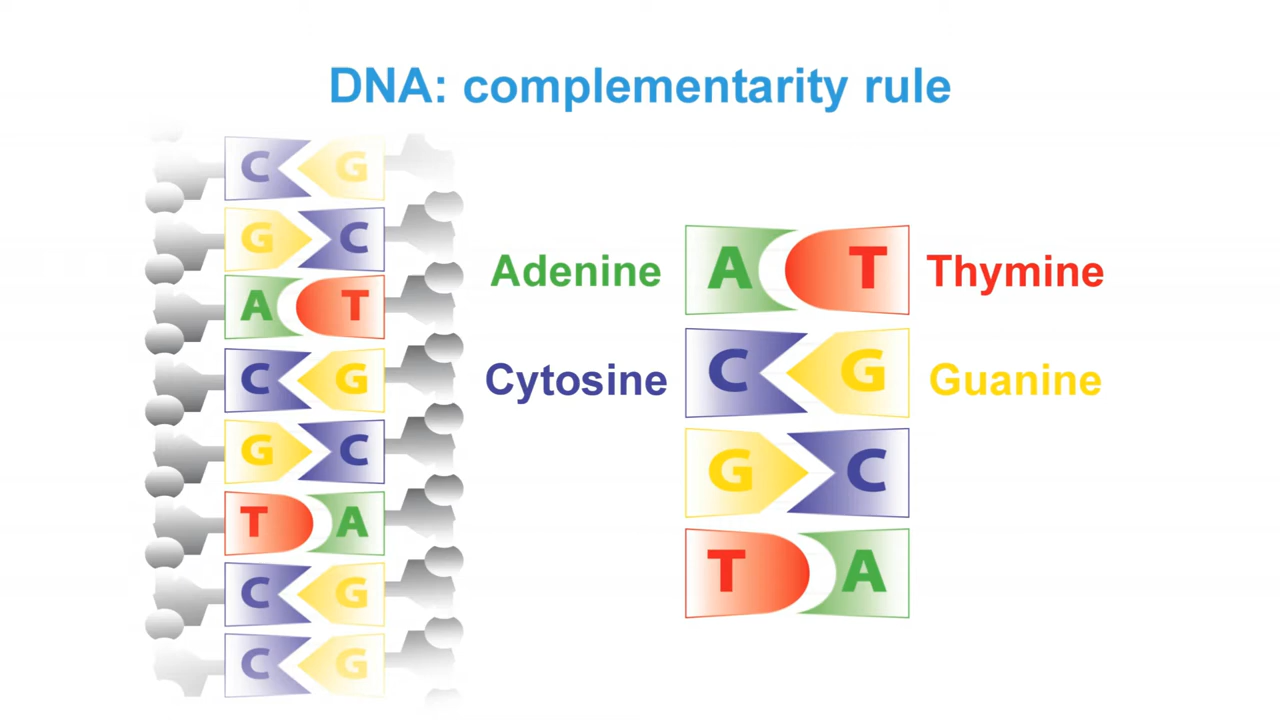 DNA: complementarity rule
C G
G C
A T
C G
G C
T A
C G
C G
Adenine A T Thymine
Cytosine C G Guanine
G C
T A